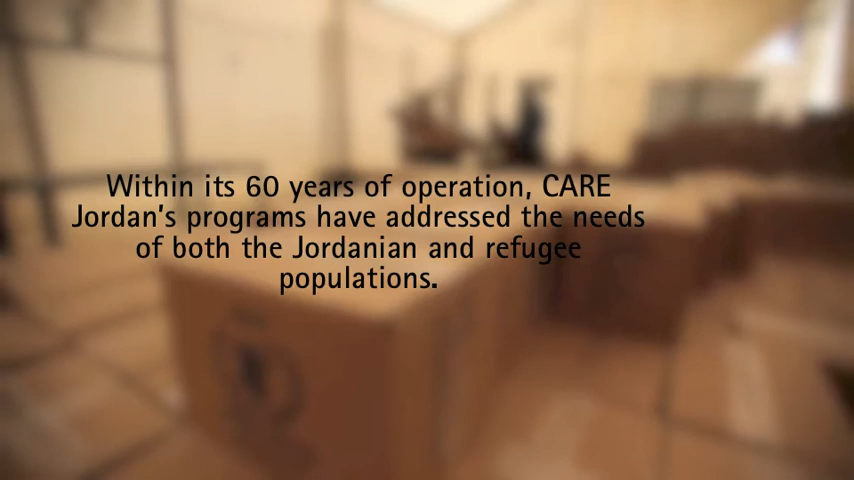 Within its 60 years of operation, CARE
Jordan's programs have addressed the needs
of both the Jordanian and refugee
populations.